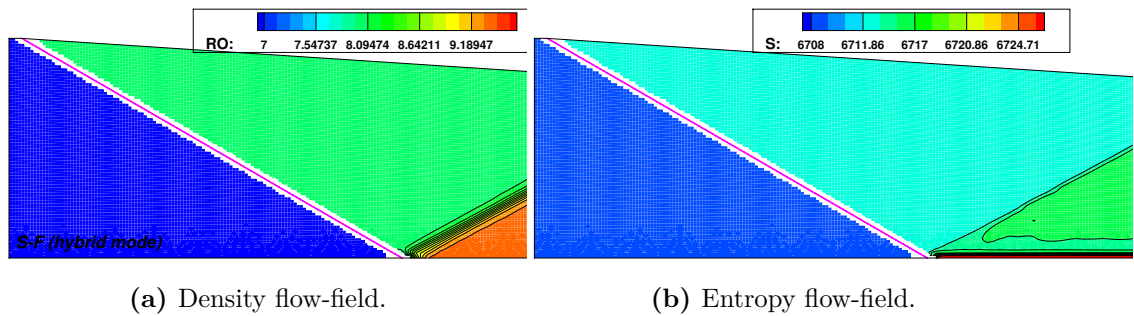 RO: 7 7.54737 8.09474 8.64211 9.18947
S: 6708 6711.86 6717 6720.86 6724.71
S-F (hybrid mode)
(a) Density flow-field.
(b) Entropy flow-field.